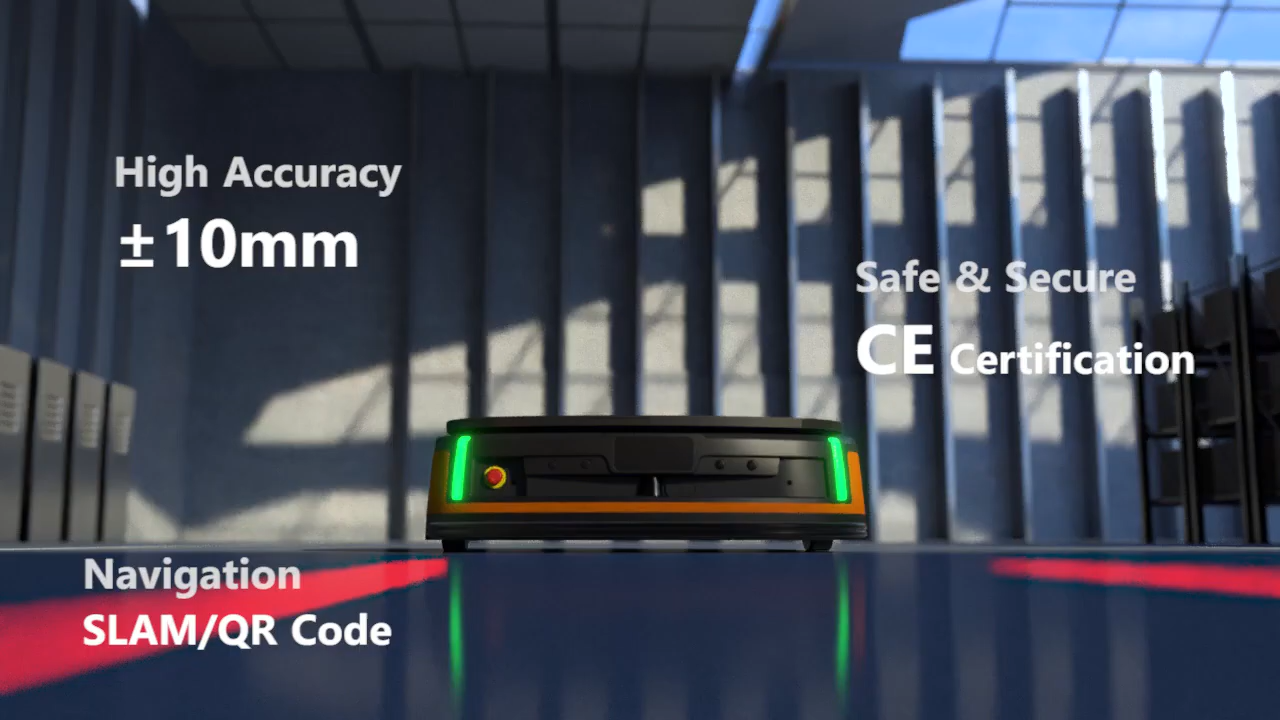 High Accuracy
±10mm
Safe & Secure
CE Certification
Navigation
SLAM/QR Code